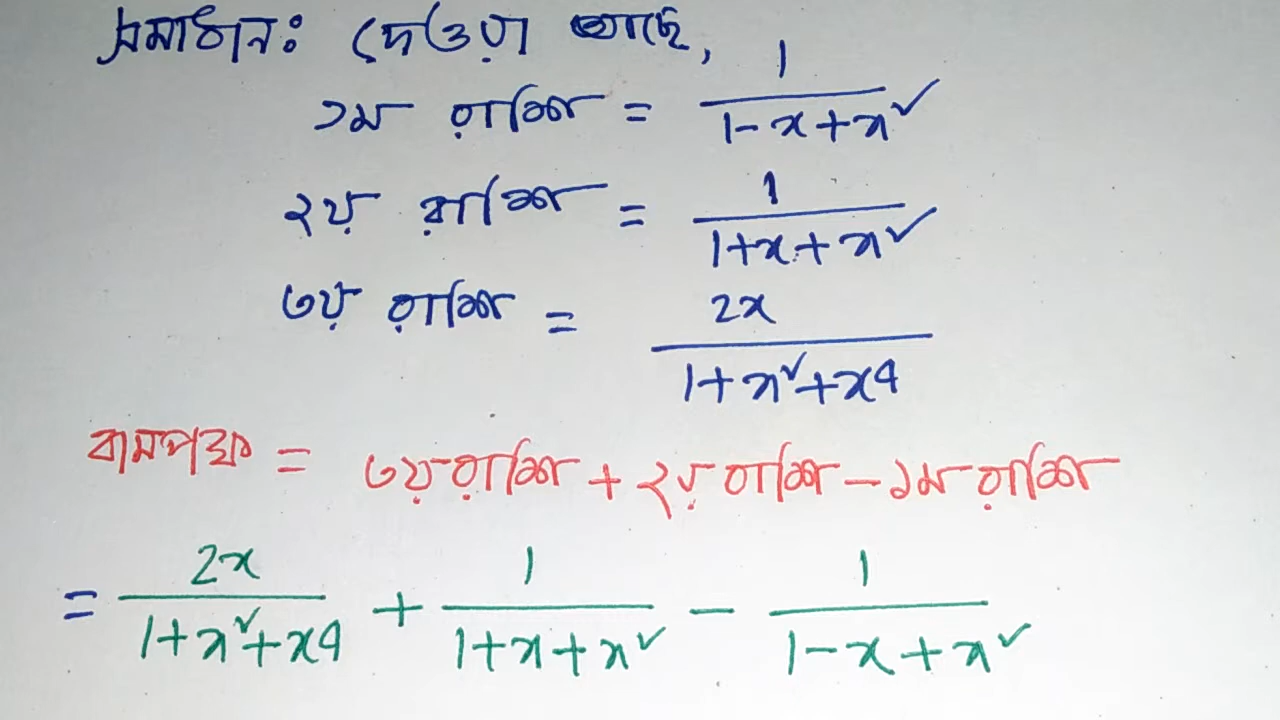 সমাধান: দেওয়া আছে,
১ম রাশি = 1/(1-x+x²)
২য় রাশি = 1/(1+x+x²)
৩য় রাশি = 2x/(1+x²+x4)
বামপক্ষ = ৩য় রাশি + ২য় রাশি - ১ম রাশি
= 2x/(1+x²+x4) + 1/(1+x+x²) - 1/(1-x+x²)